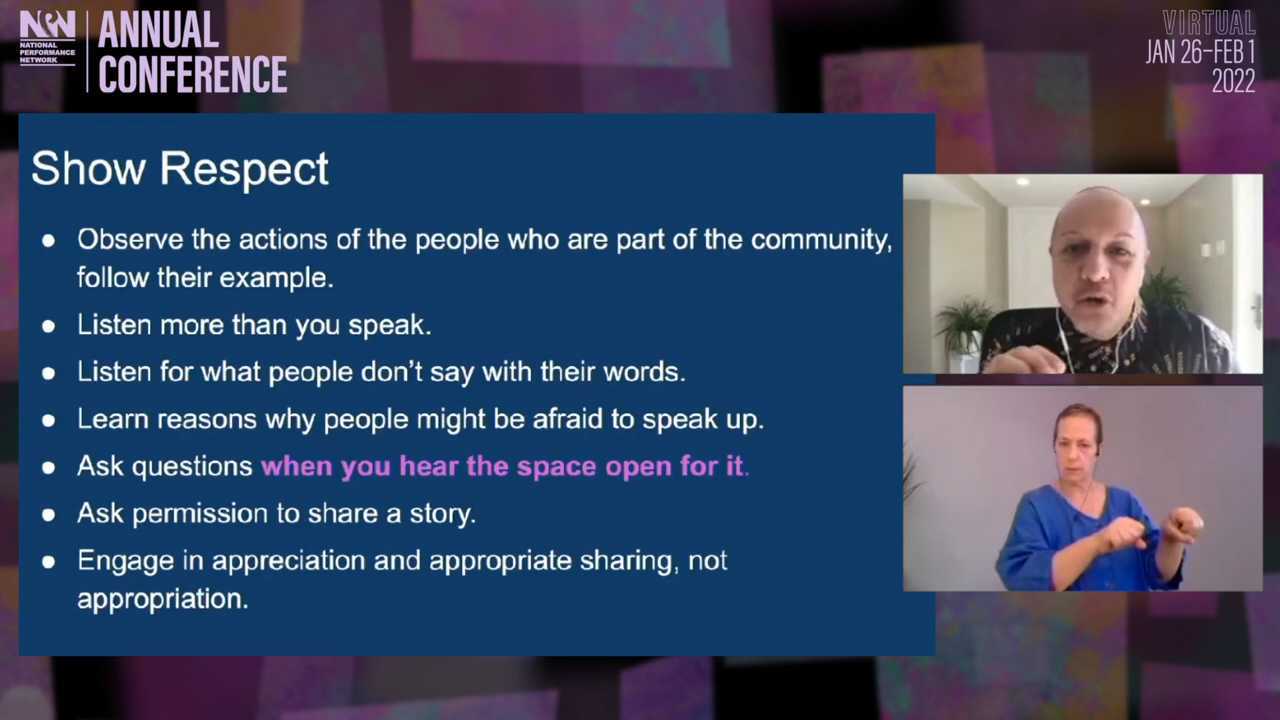 NPN
NATIONAL
PERFORMANCE
NETWORK
ANNUAL
CONFERENCE
VIRTUAL
JAN 26–FEB 1
2022
Show Respect
● Observe the actions of the people who are part of the community,
follow their example.
● Listen more than you speak.
● Listen for what people don’t say with their words.
● Learn reasons why people might be afraid to speak up.
● Ask questions when you hear the space open for it.
● Ask permission to share a story.
● Engage in appreciation and appropriate sharing, not
appropriation.